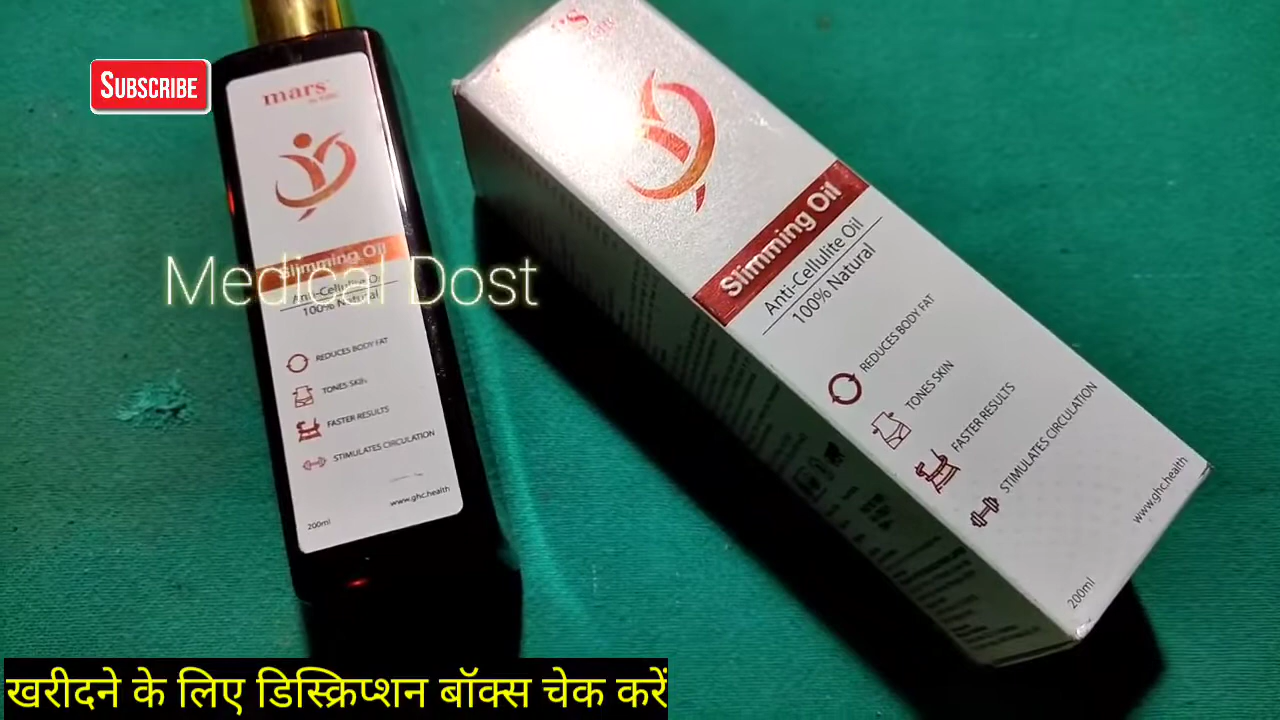 SUBSCRIBE
mars
Slimming Oil
Anti-Cellulite O
100% Natural
REDUCES BODY FAT
TONES SKIN
FASTER RESULTS
STIMULATES CIRCULATION
www.ghc.health
200ml
Medical Dost
Slimming Oil
Anti-Cellulite Oil
100% Natural
REDUCES BODY FAT
TONES SKIN
FASTER RESULTS
STIMULATES CIRCULATION
www.ghc.health
200ml
खरीदने के लिए डिस्क्रिप्शन बॉक्स चेक करें